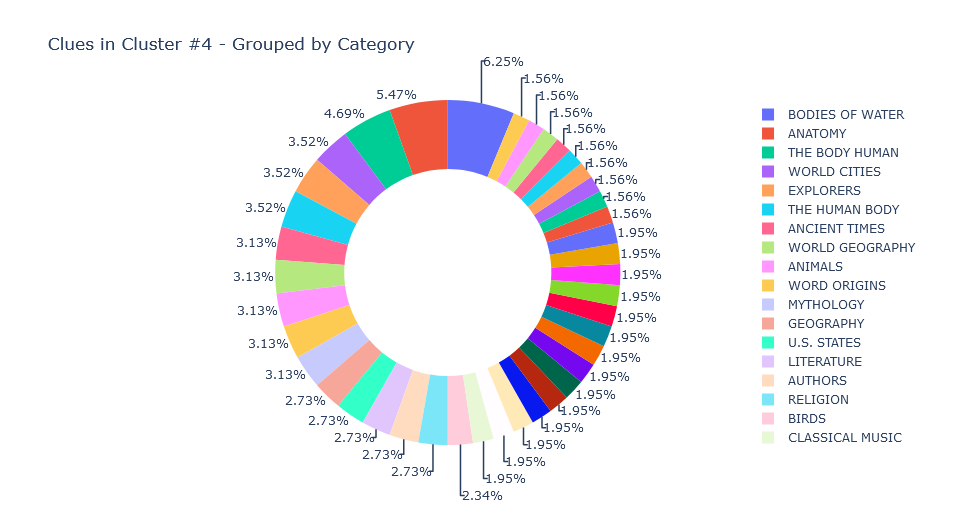 Clues in Cluster #4 - Grouped by Category
6.25%
1.56%
1.56%
1.56%
1.56%
1.56%
1.56%
1.56%
1.56%
1.56%
1.95%
1.95%
1.95%
1.95%
1.95%
1.95%
1.95%
1.95%
1.95%
1.95%
1.95%
1.95%
1.95%
1.95%
2.34%
2.73%
2.73%
2.73%
2.73%
2.73%
3.13%
3.13%
3.13%
3.13%
3.13%
3.52%
3.52%
3.52%
4.69%
5.47%
BODIES OF WATER
ANATOMY
THE BODY HUMAN
WORLD CITIES
EXPLORERS
THE HUMAN BODY
ANCIENT TIMES
WORLD GEOGRAPHY
ANIMALS
WORD ORIGINS
MYTHOLOGY
GEOGRAPHY
U.S. STATES
LITERATURE
AUTHORS
RELIGION
BIRDS
CLASSICAL MUSIC